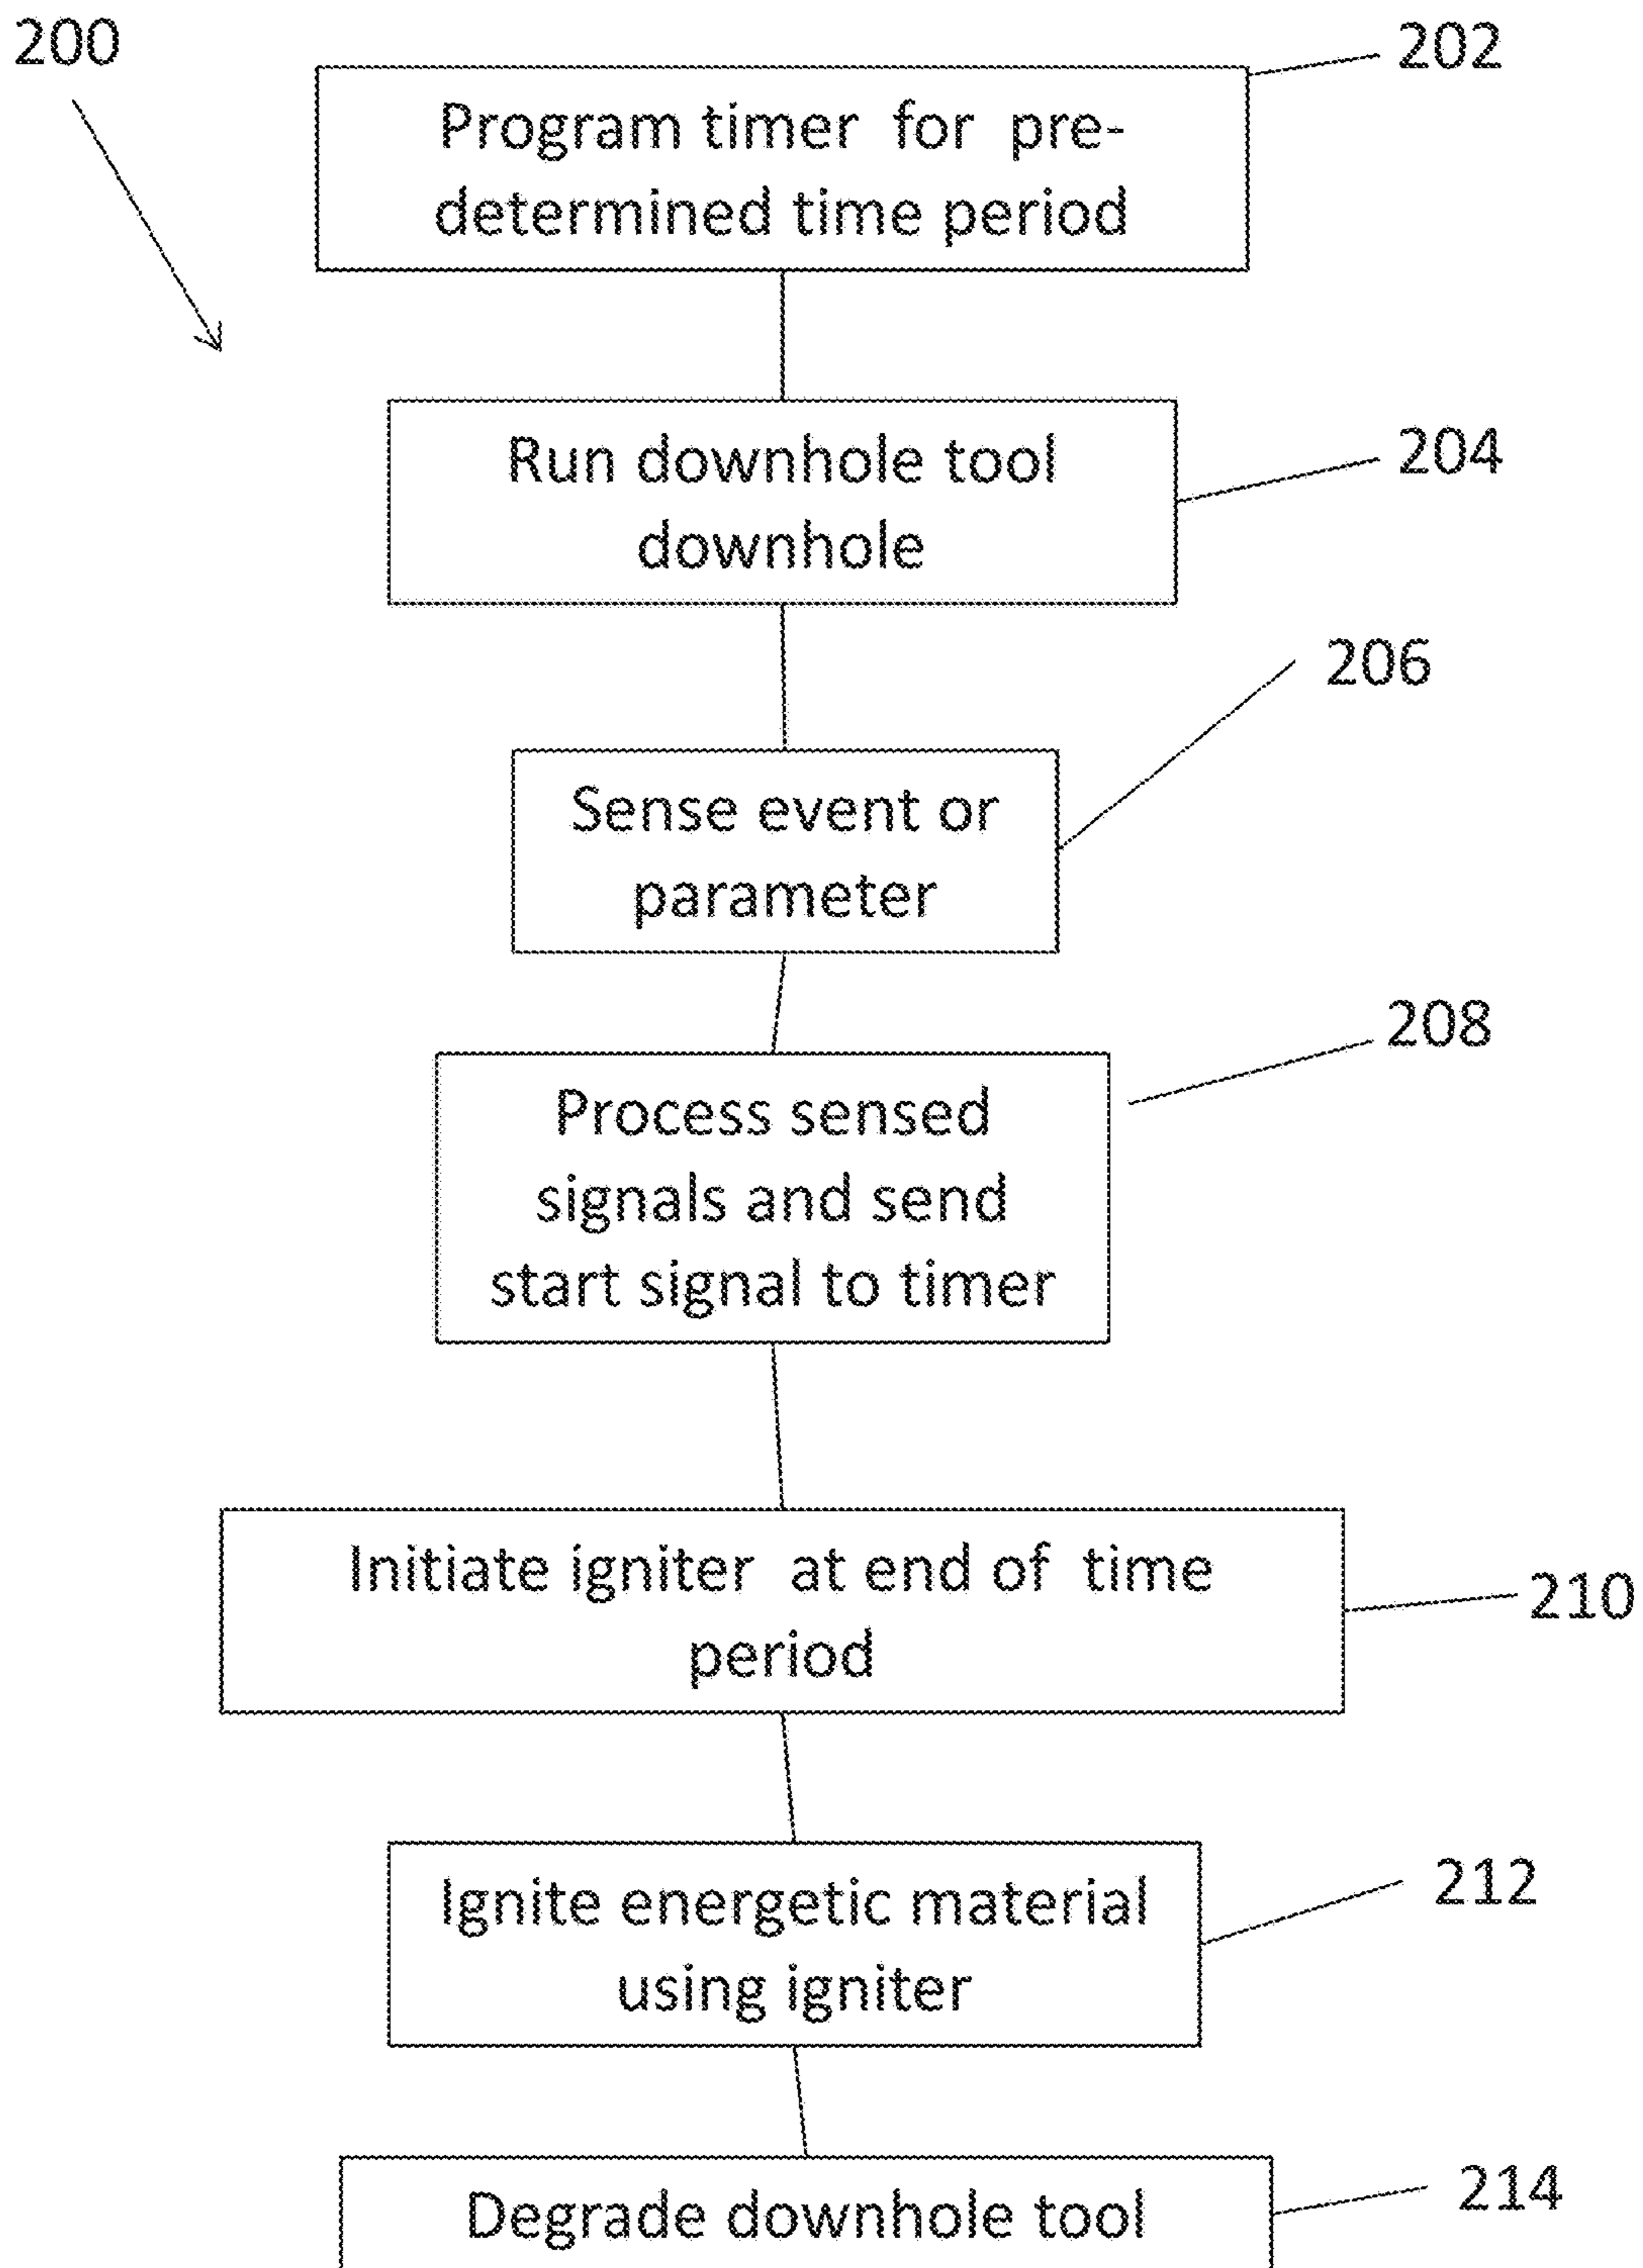 200
202
Program timer for pre-
determined time period
Run downhole tool
downhole
204
206
Sense event or
parameter
208
Process sensed
signals and send
start signal to timer
Initiate igniter at end of time
period
210
Ignite energetic material
using igniter
212
Degrade downhole tool
214